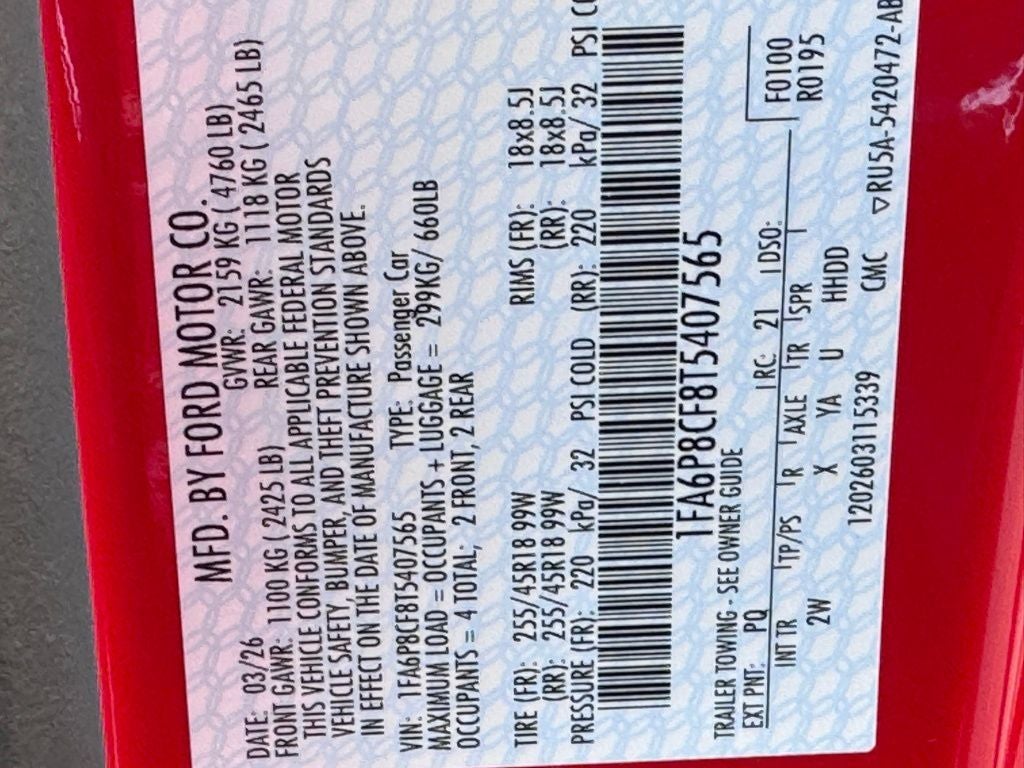 MFD. BY FORD MOTOR CO.
DATE: 03/26 GVWR: 2159 KG ( 4760 LB)
FRONT GAWR: 1100 KG ( 2425 LB) REAR GAWR: 1118 KG ( 2465 LB)
THIS VEHICLE CONFORMS TO ALL APPLICABLE FEDERAL MOTOR
VEHICLE SAFETY, BUMPER, AND THEFT PREVENTION STANDARDS
IN EFFECT ON THE DATE OF MANUFACTURE SHOWN ABOVE.
VIN: 1FA6P8CF8T5407565 TYPE: Passenger Car
MAXIMUM LOAD = OCCUPANTS + LUGGAGE = 299KG/ 660LB
OCCUPANTS = 4 TOTAL; 2 FRONT, 2 REAR
TIRE (FR): 255/45R18 99W RIMS (FR): 18x8.5J
(RR): 255/45R18 99W (RR): 18x8.5J
PRESSURE (FR): 220 kPa/ 32 PSI COLD (RR): 220 kPa/ 32 PSI
1FA6P8CF8T5407565
TRAILER TOWING - SEE OWNER GUIDE
F0100
EXT PNT: PQ RC: 21 DSO: R0195
INT TR TP/PS R AXLE TR SPR
2W X YA U HHDD
1202603115339 CMC ▽RU5A-5420472-AB